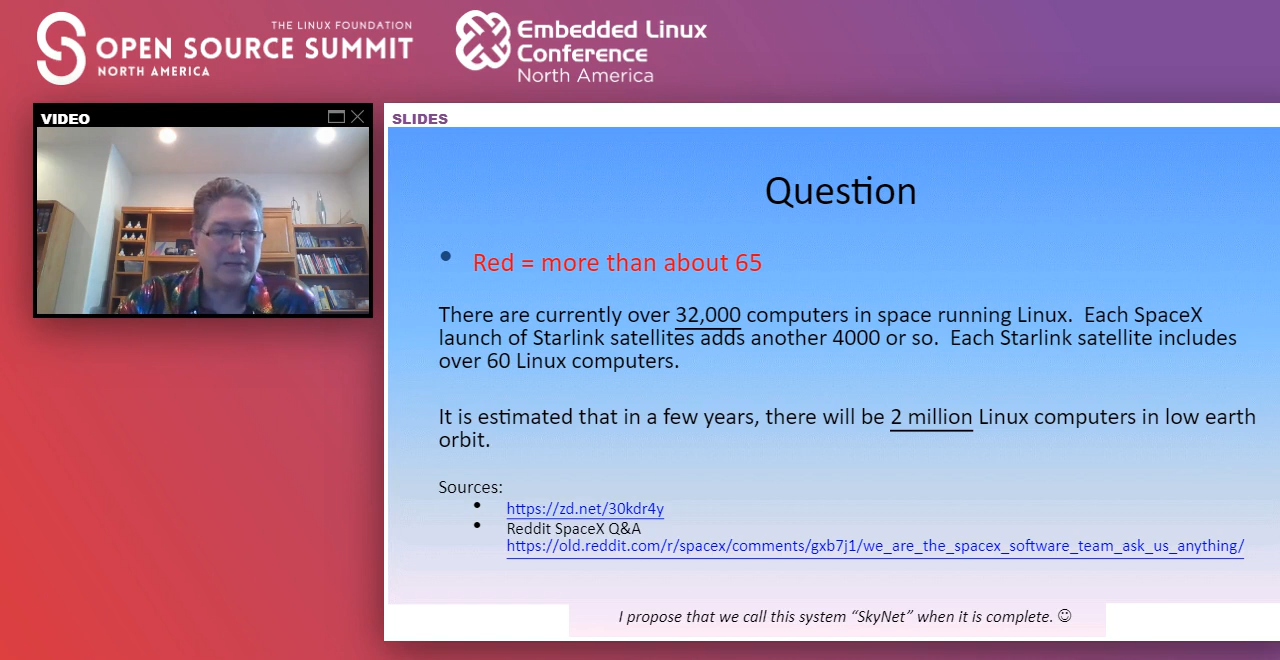 THE LINUX FOUNDATION
OPEN SOURCE SUMMIT
NORTH AMERICA
Embedded Linux
Conference
North America
VIDEO
SLIDES
Question
• Red = more than about 65
There are currently over 32,000 computers in space running Linux.  Each SpaceX
launch of Starlink satellites adds another 4000 or so.  Each Starlink satellite includes
over 60 Linux computers.
It is estimated that in a few years, there will be 2 million Linux computers in low earth
orbit.
Sources:
• https://zd.net/30kdr4y
• Reddit SpaceX Q&A
https://old.reddit.com/r/spacex/comments/gxb7j1/we_are_the_spacex_software_team_ask_us_anything/
I propose that we call this system “SkyNet” when it is complete. ☺